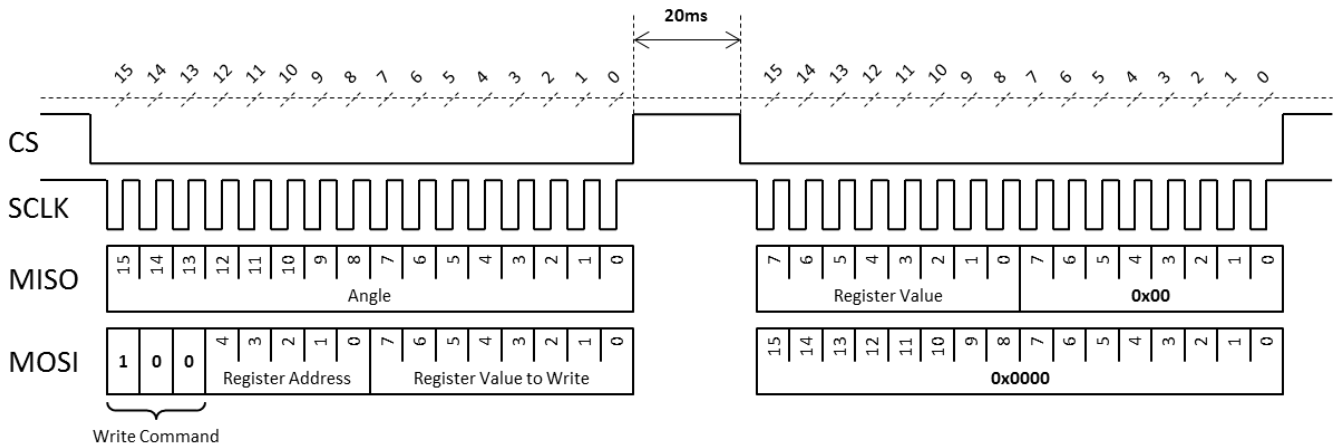 20ms
15 14 13 12 11 10 9 8 7 6 5 4 3 2 1 0 15 14 13 12 11 10 9 8 7 6 5 4 3 2 1 0
CS
SCLK
MISO
15 14 13 12 11 10 9 8 7 6 5 4 3 2 1 0 7 6 5 4 3 2 1 0 7 6 5 4 3 2 1 0
Angle Register Value 0x00
MOSI
1 0 0 4 3 2 1 0 7 6 5 4 3 2 1 0 15 14 13 12 11 10 9 8 7 6 5 4 3 2 1 0
Register Address Register Value to Write 0x0000
Write Command